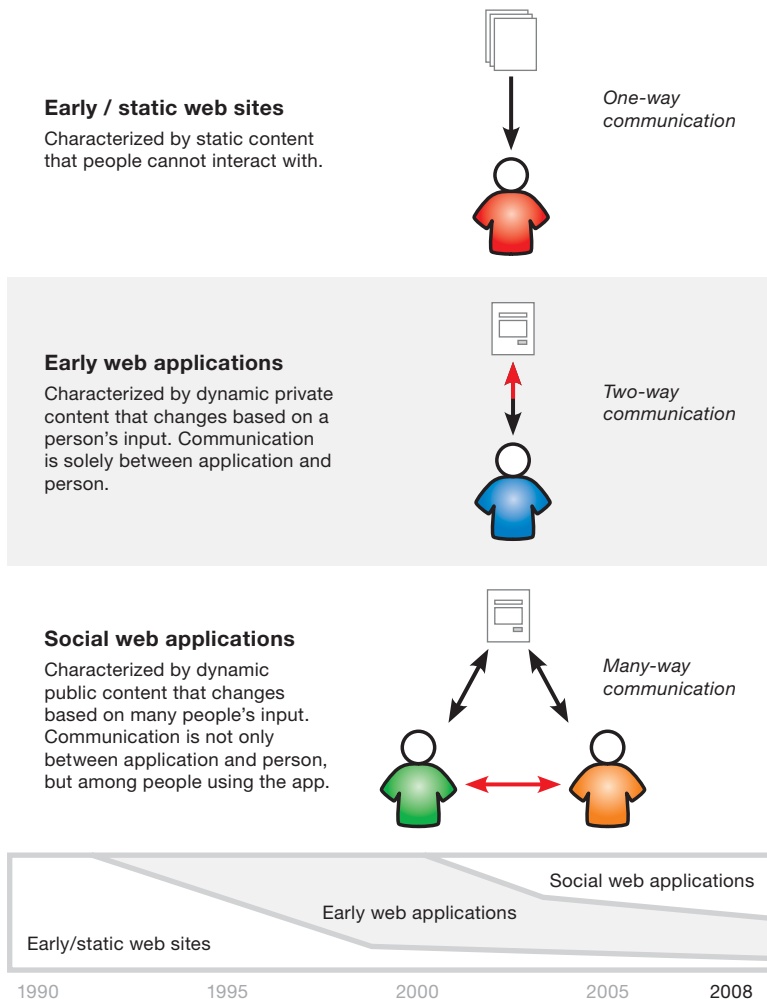 Early / static web sites
Characterized by static content
that people cannot interact with.
One-way
communication
Early web applications
Characterized by dynamic private
content that changes based on a
person’s input. Communication
is solely between application and
person.
Two-way
communication
Social web applications
Characterized by dynamic
public content that changes
based on many people’s input.
Communication is not only
between application and person,
but among people using the app.
Many-way
communication
Social web applications
Early web applications
Early/static web sites
1990 1995 2000 2005 2008